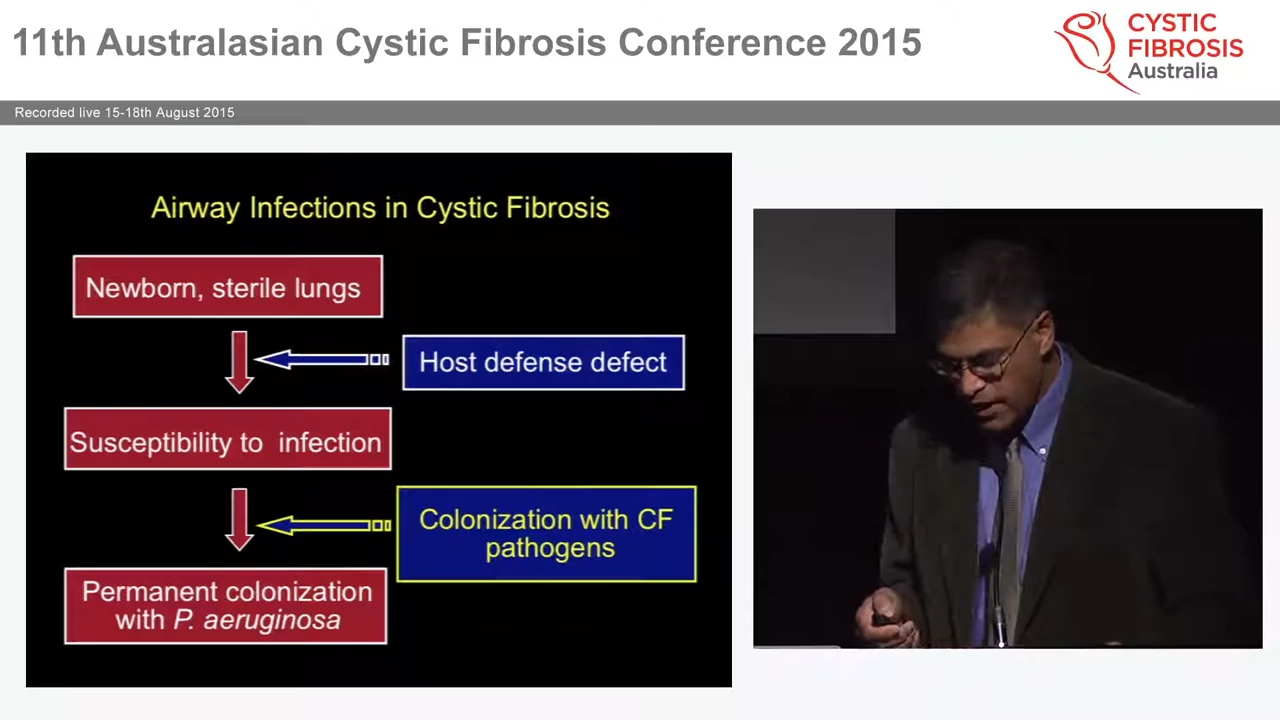 11th Australasian Cystic Fibrosis Conference 2015
CYSTIC
FIBROSIS
Australia
Recorded live 15-18th August 2015
Airway Infections in Cystic Fibrosis
Newborn, sterile lungs
Host defense defect
Susceptibility to infection
Colonization with CF
pathogens
Permanent colonization
with P. aeruginosa